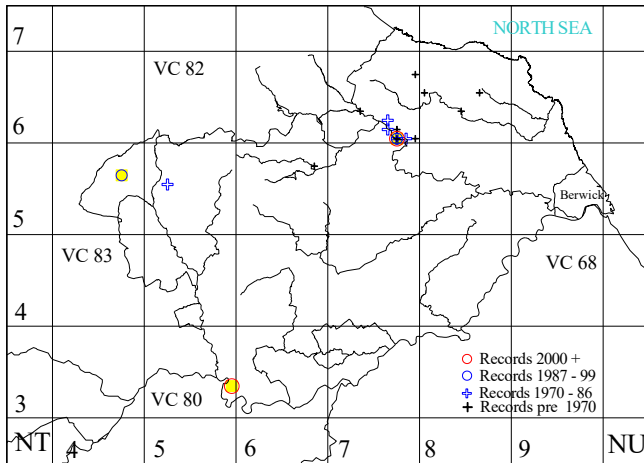 NORTH SEA
7
VC 82
6
Berwick
5
VC 83
VC 68
4
Records 2000 +
Records 1987 - 99
Records 1970 - 86
VC 80
Records pre 1970
3
NT 4 5 6 7 8 9 NU